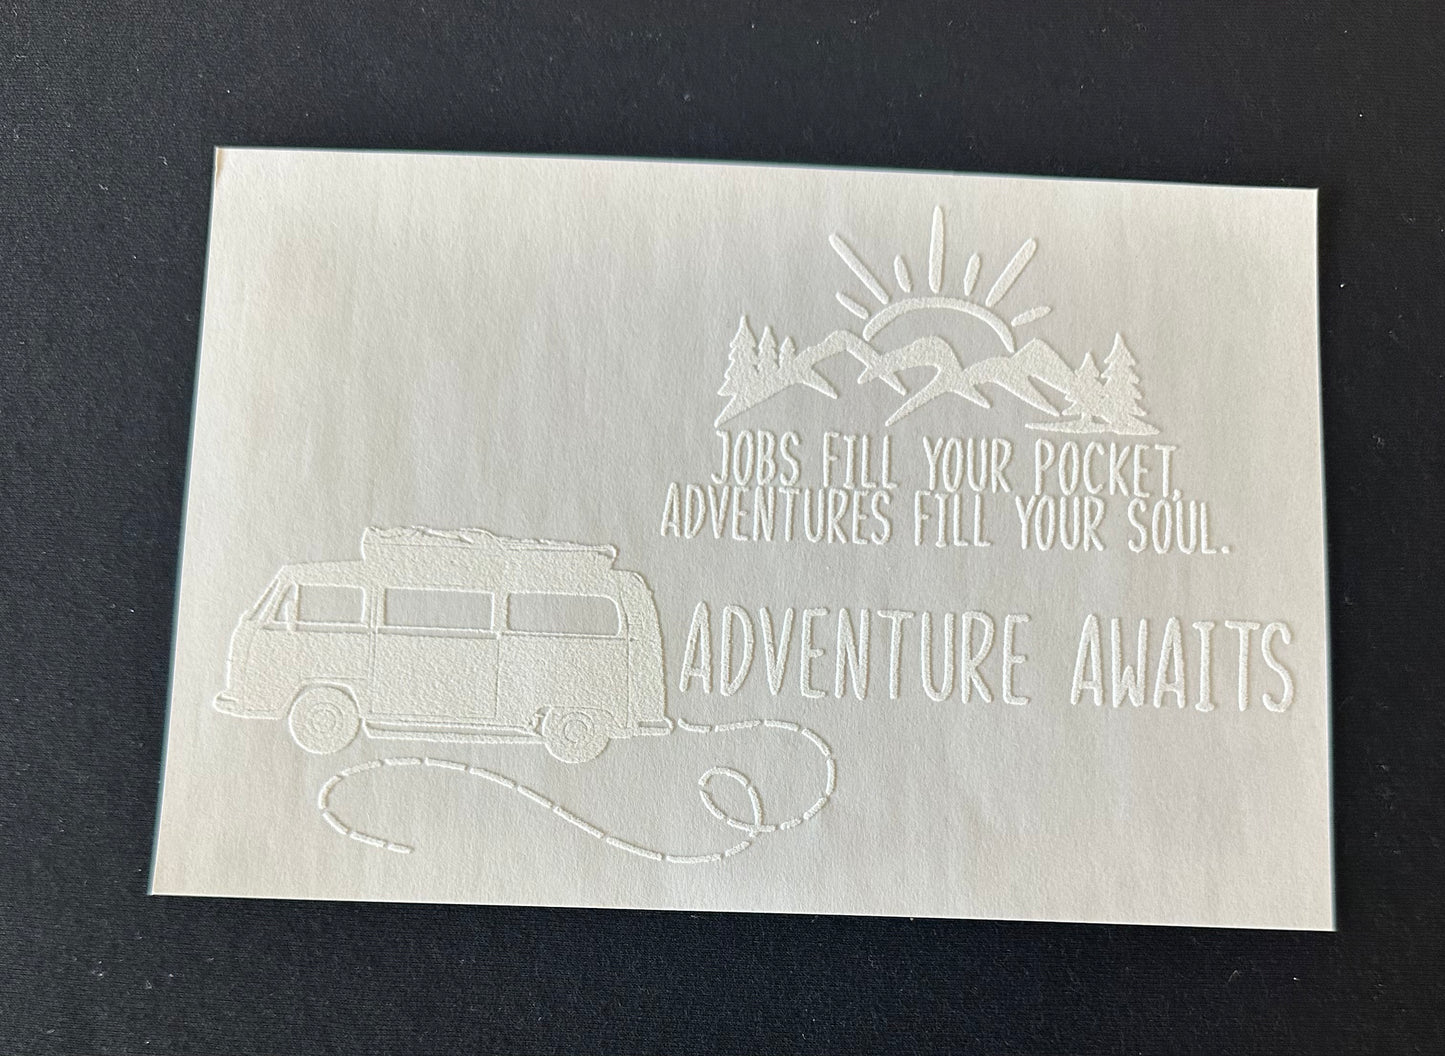 JOBS FILL YOUR POCKET,
ADVENTURES FILL YOUR SOUL.
ADVENTURE AWAITS